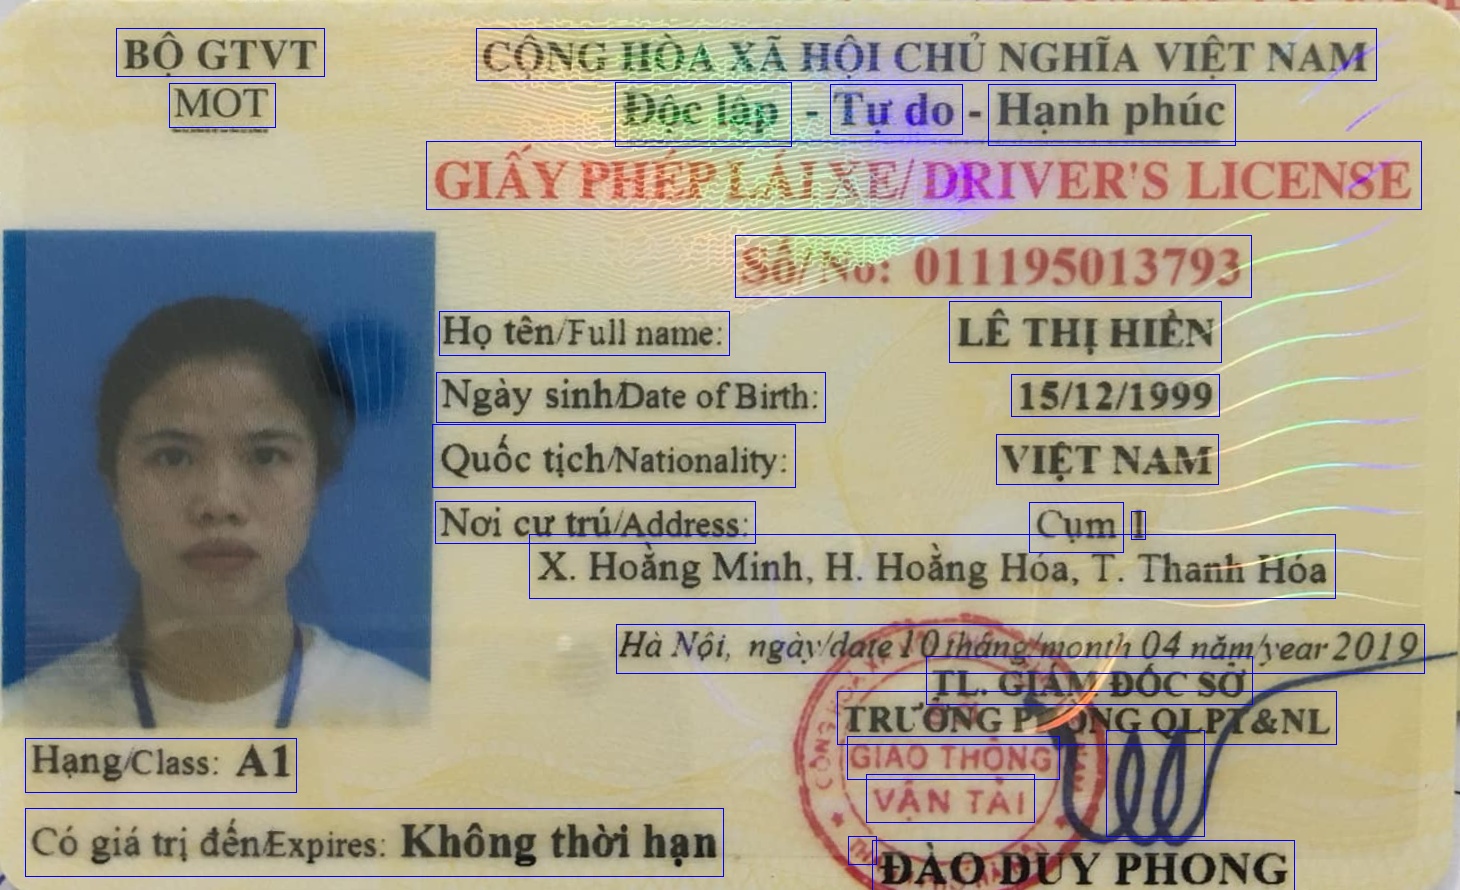 BỘ GTVT
MOT
CỘNG HÒA XÃ HỘI CHỦ NGHĨA VIỆT NAM
Độc lập - Tự do - Hạnh phúc
GIẤY PHÉP LÁI XE/ DRIVER'S LICENSE
Số/No: 011195013793
Họ tên/Full name: LÊ THỊ HIỀN
Ngày sinh/Date of Birth: 15/12/1999
Quốc tịch/Nationality: VIỆT NAM
Nơi cư trú/Address: Cụm 1
X. Hoằng Minh, H. Hoằng Hóa, T. Thanh Hóa
Hà Nội, ngày/date 10 tháng/month 04 năm/year 2019
TL. GIÁM ĐỐC SỞ
TRƯỞNG PHÒNG QLPT&NL
GIAO THÔNG
VẬN TẢI
Hạng/Class: A1
Có giá trị đến/Expires: Không thời hạn
ĐÀO DUY PHONG